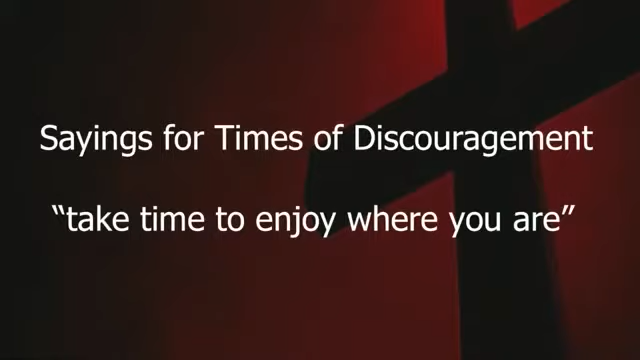 Sayings for Times of Discouragement
“take time to enjoy where you are”